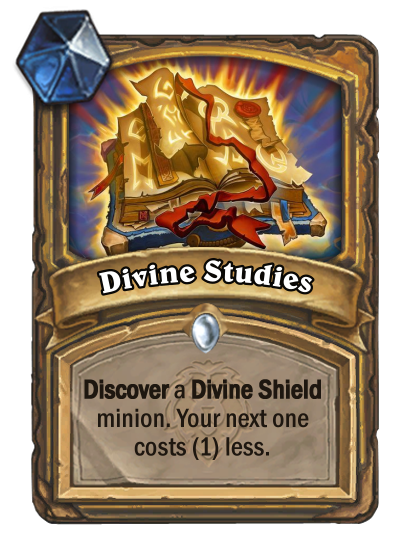 Divine Studies
Discover a Divine Shield
minion. Your next one
costs (1) less.